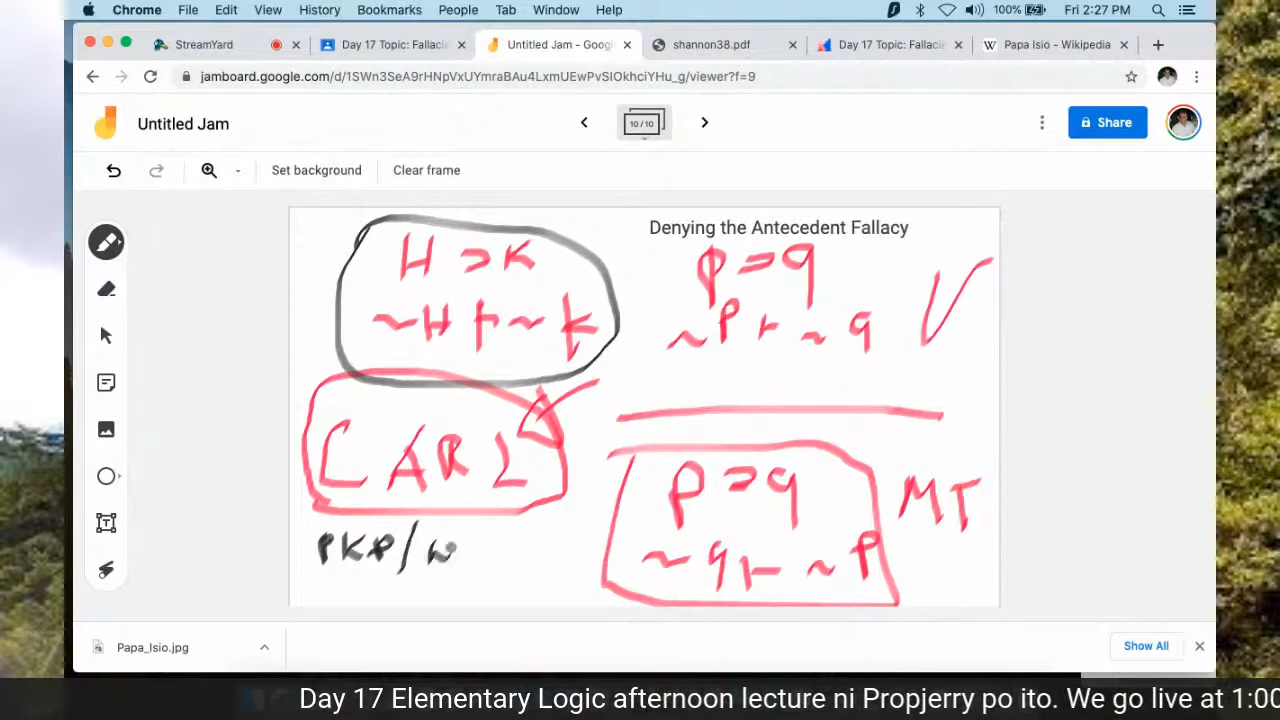 Chrome File Edit View History Bookmarks People Tab Window Help 100% Fri 2:27 PM
StreamYard Day 17 Topic: Fallacie Untitled Jam - Goog shannon38.pdf Day 17 Topic: Fallacie Papa Isio - Wikipedia
jamboard.google.com/d/1SWn3SeA9rHNpVxUYmraBAu4LxmUEwPvSIOkhciYHu_g/viewer?f=9
Untitled Jam
10 / 10
Share
Set background Clear frame
Denying the Antecedent Fallacy
H ⊃ K
~H ⊢ ~K
p ⊃ q
~p ⊢ ~q
CARL
PKP/
p ⊃ q
~q ⊢ ~p
MT
Papa_Isio.jpg
Show All
Day 17 Elementary Logic afternoon lecture ni Propjerry po ito. We go live at 1:00